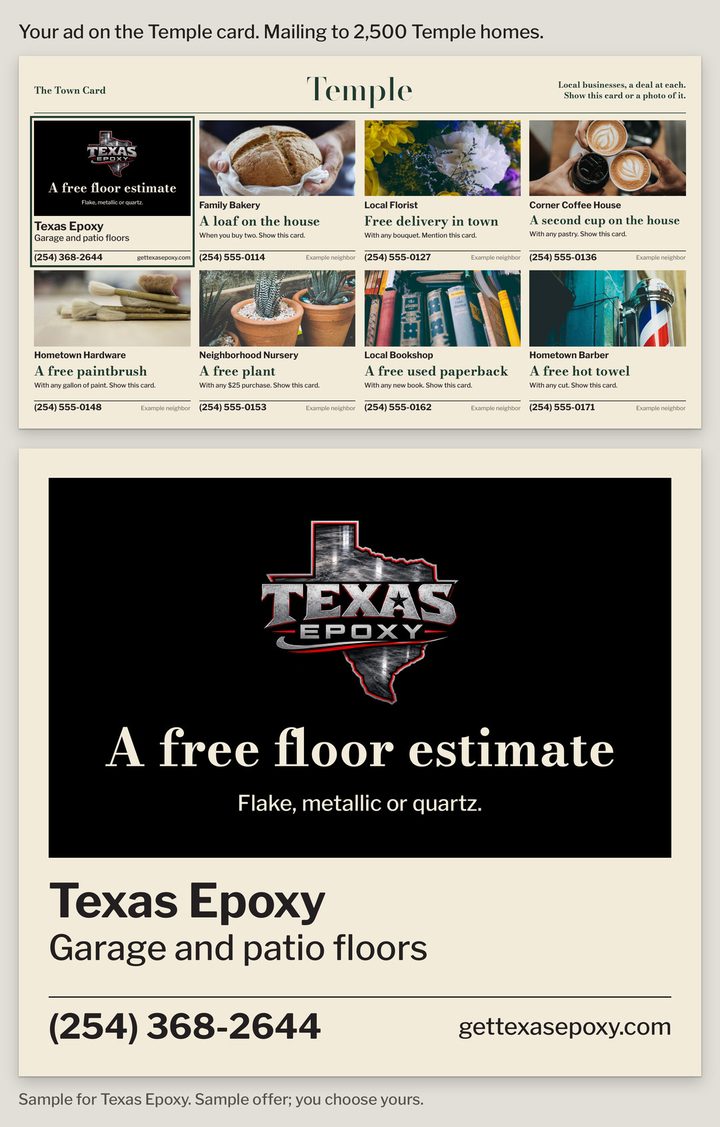 Your ad on the Temple card. Mailing to 2,500 Temple homes.
The Town Card
Temple
Local businesses, a deal at each.
Show this card or a photo of it.
TEXAS
EPOXY
A free floor estimate
Flake, metallic or quartz.
Texas Epoxy
Garage and patio floors
(254) 368-2644
gettexasepoxy.com
Family Bakery
A loaf on the house
When you buy two. Show this card.
(254) 555-0114
Example neighbor
Local Florist
Free delivery in town
With any bouquet. Mention this card.
(254) 555-0127
Example neighbor
Corner Coffee House
A second cup on the house
With any pastry. Show this card.
(254) 555-0136
Example neighbor
Hometown Hardware
A free paintbrush
With any gallon of paint. Show this card.
(254) 555-0148
Example neighbor
Neighborhood Nursery
A free plant
With any $25 purchase. Show this card.
(254) 555-0153
Example neighbor
Local Bookshop
A free used paperback
With any new book. Show this card.
(254) 555-0162
Example neighbor
Hometown Barber
A free hot towel
With any cut. Show this card.
(254) 555-0171
Example neighbor
TEXAS
EPOXY
A free floor estimate
Flake, metallic or quartz.
Texas Epoxy
Garage and patio floors
(254) 368-2644
gettexasepoxy.com
Sample for Texas Epoxy. Sample offer; you choose yours.